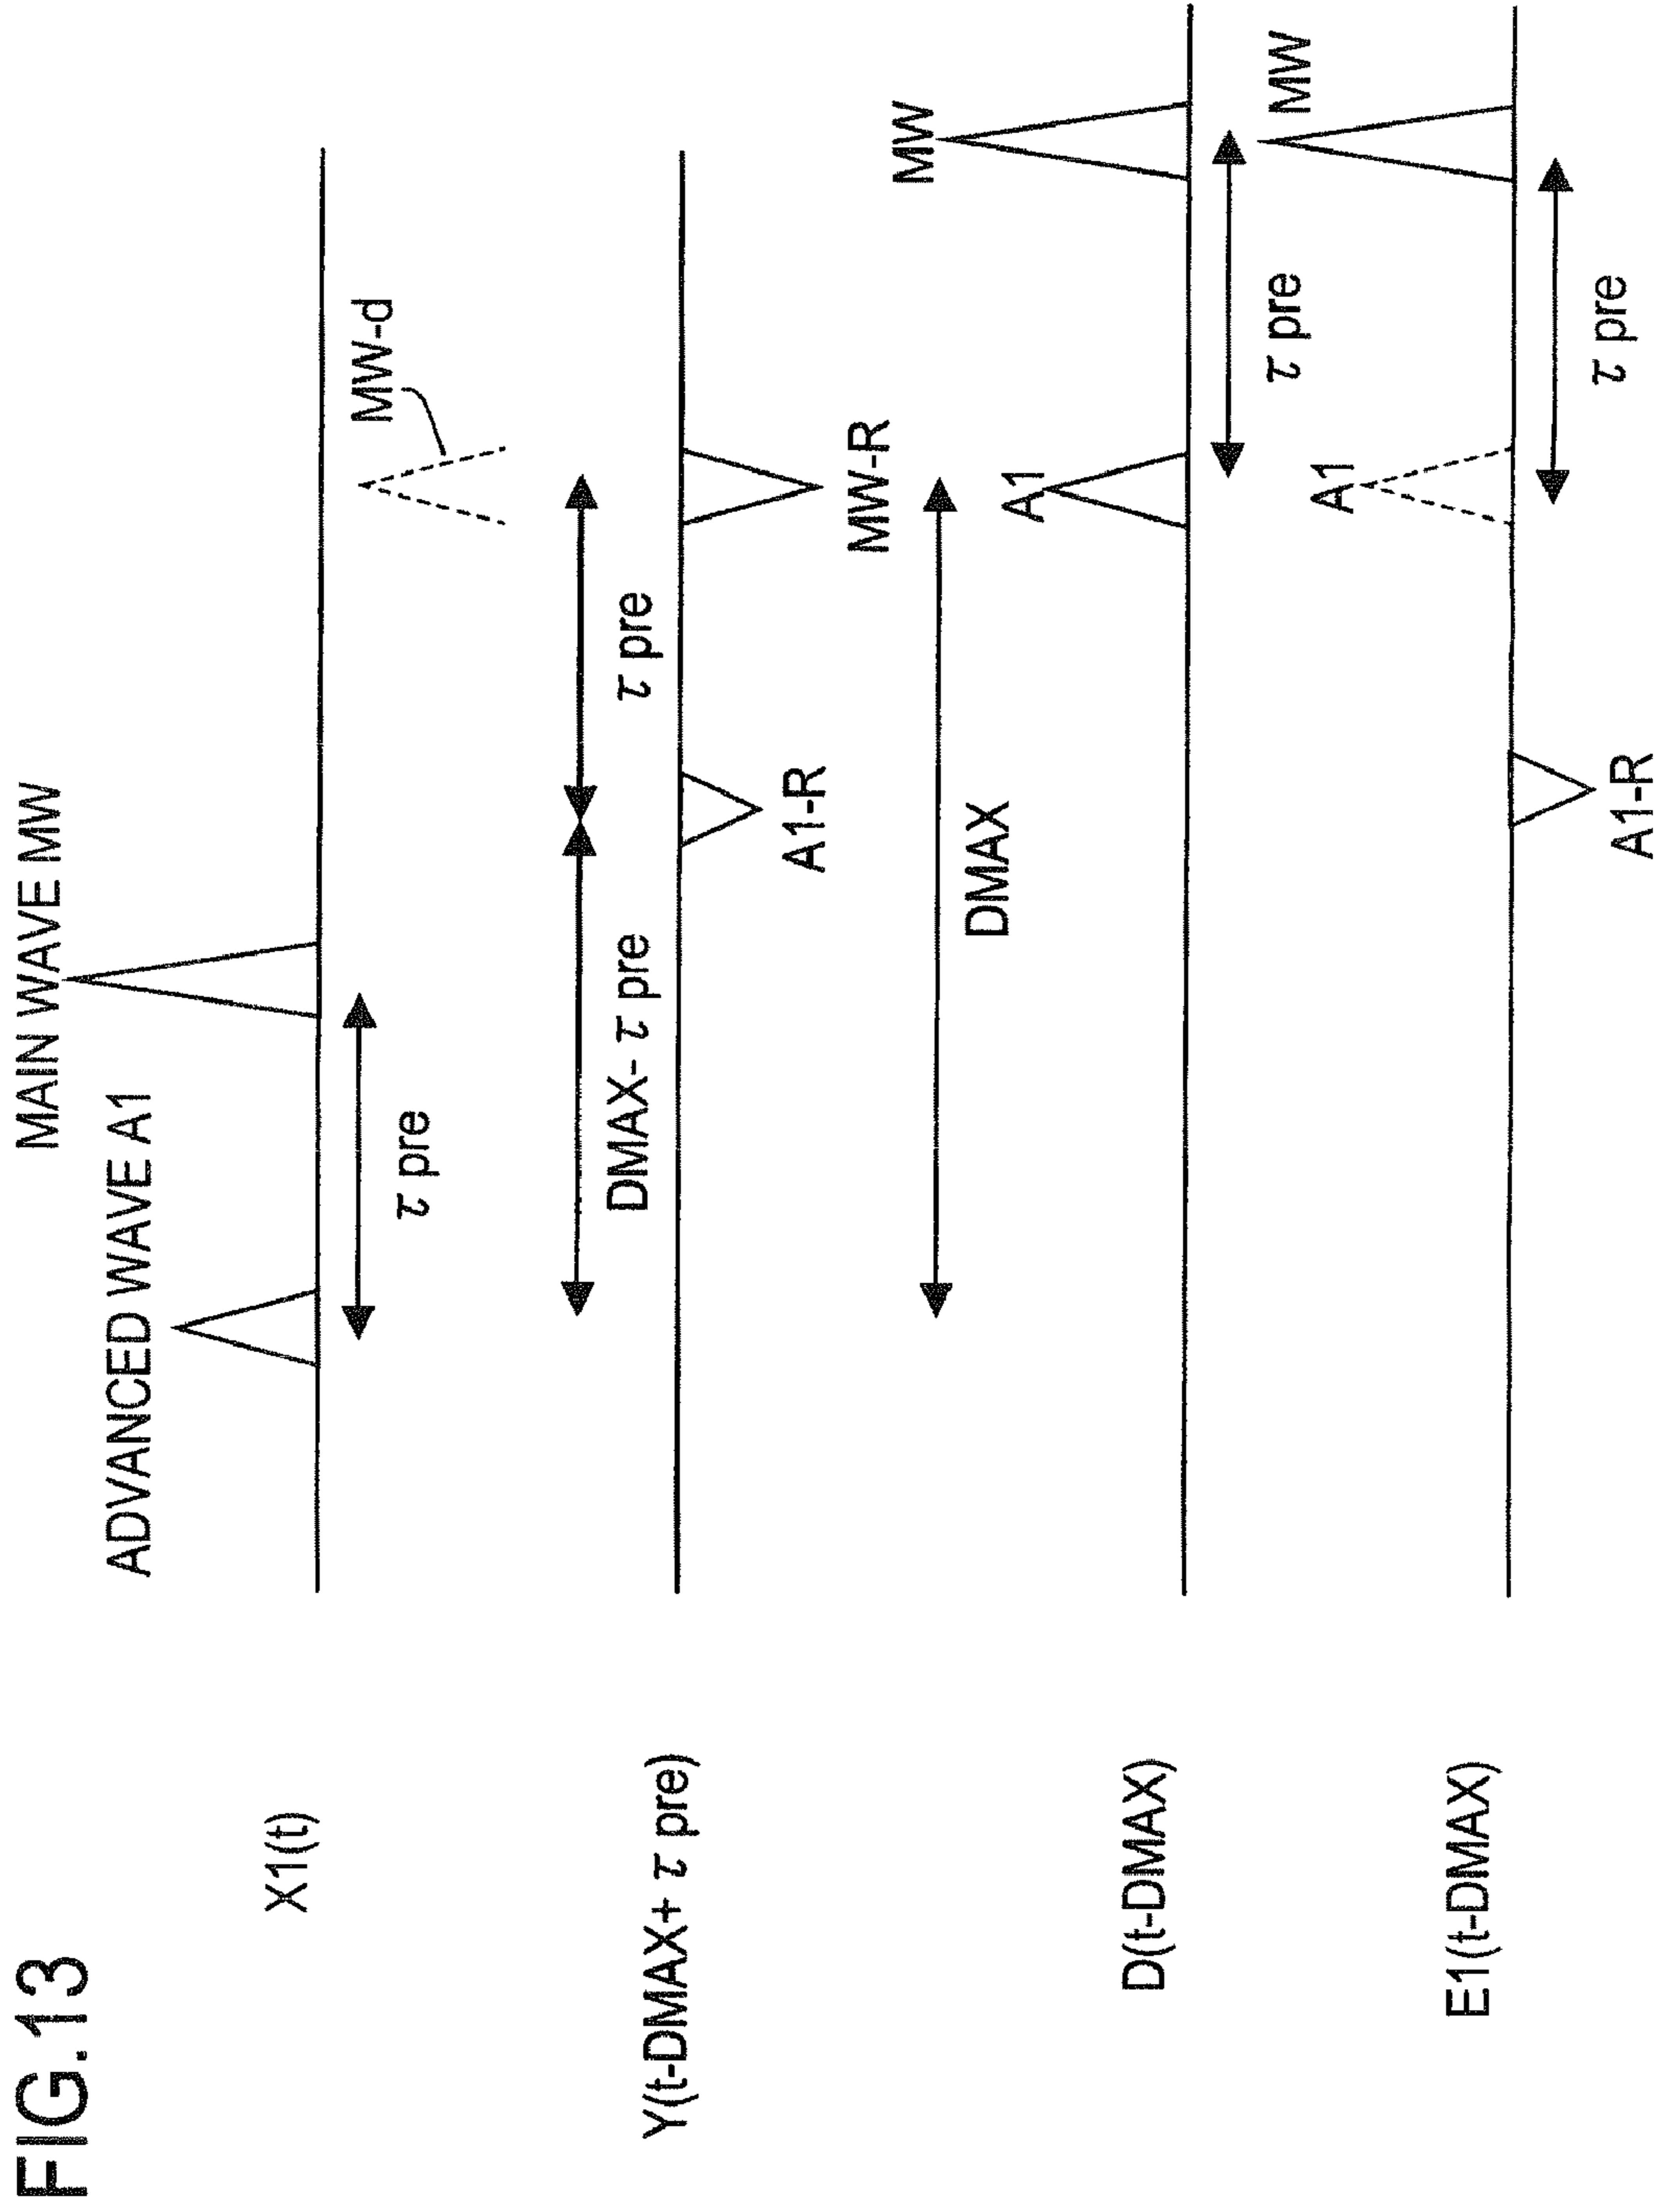 FIG.13
MAIN WAVE MW
ADVANCED WAVE A1
X1(t)
τ pre
MW-d
DMAX- τ pre
τ pre
Y(t-DMAX+ τ pre)
A1-R
MW-R
DMAX
MW
A1
D(t-DMAX)
τ pre
MW
A1
E1(t-DMAX)
τ pre
A1-R